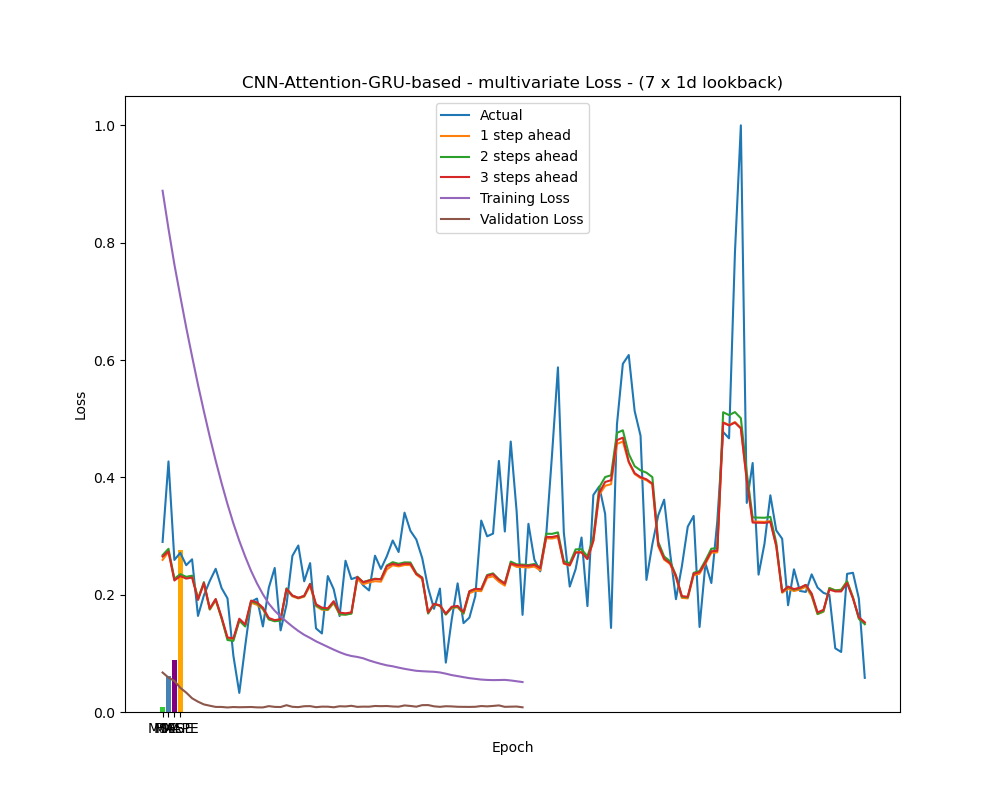 CNN-Attention-GRU-based - multivariate Loss - (7 x 1d lookback)
Actual
1 step ahead
2 steps ahead
3 steps ahead
Training Loss
Validation Loss
1.0
0.8
0.6
0.4
0.2
0.0
Loss
Epoch